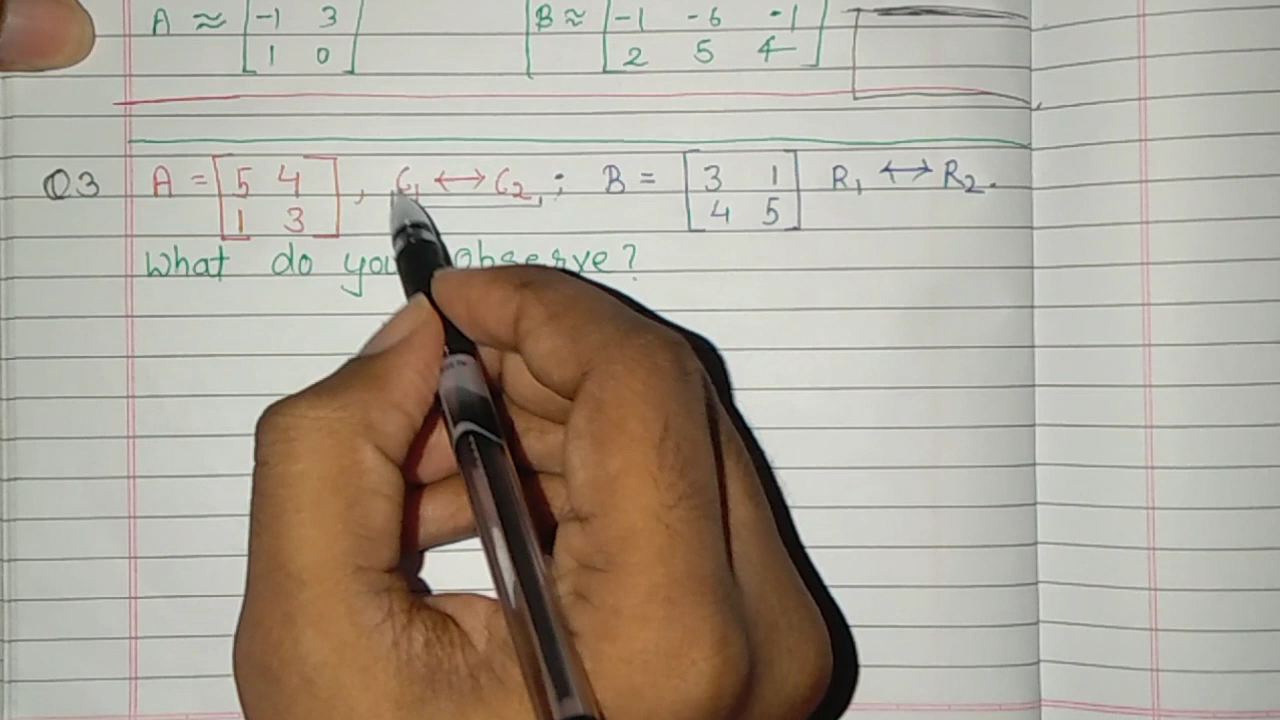 A ≈ [-1 3 B ≈ [-1 -6 -1
1 0] 2 5 4]
Q3 A = [5 4 , C₁ ↔ C₂, ; B = [3 1 R₁ ↔ R₂.
1 3] 4 5]
What do you observe?